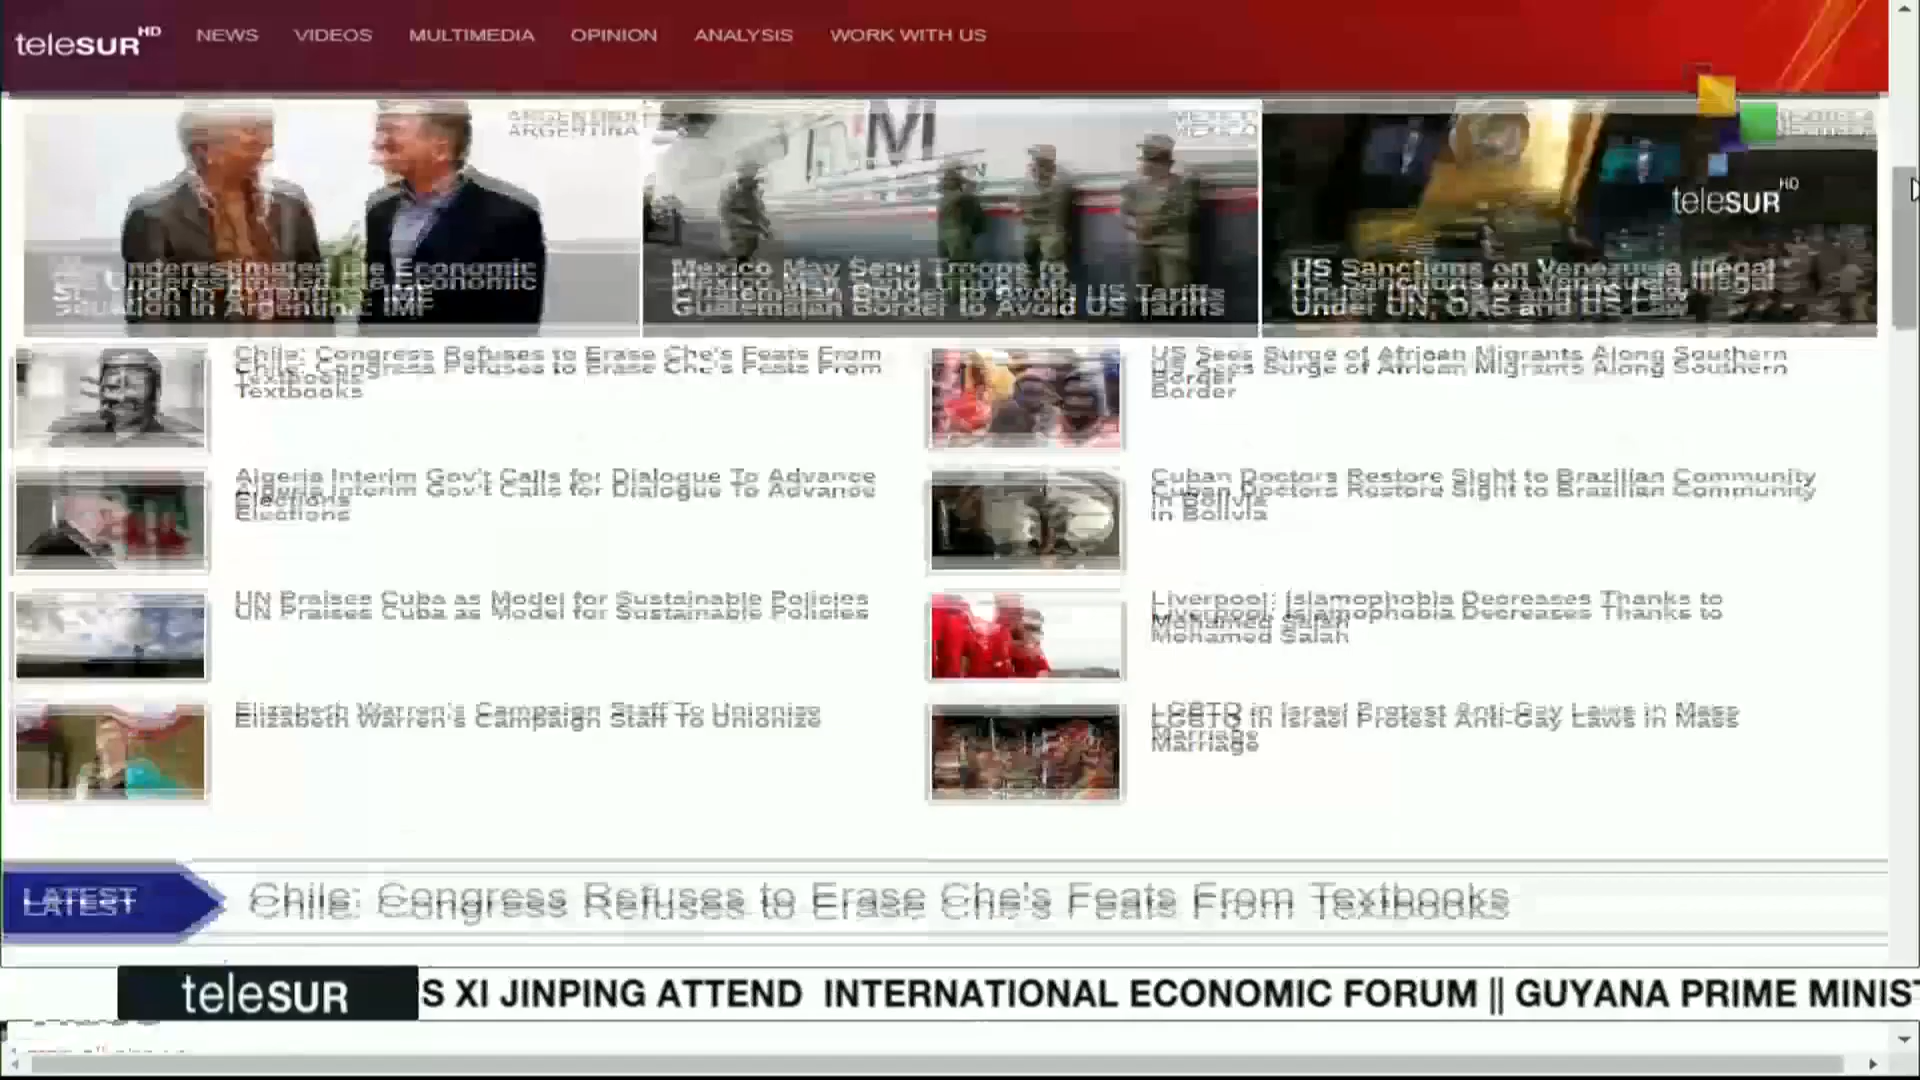 teleSUR HD
NEWS VIDEOS MULTIMEDIA OPINION ANALYSIS WORK WITH US
ARGENTINA
MEXICO
teleSUR HD
We Underestimated the Economic
Situation in Argentina: IMF
Mexico May Send Troops to
Guatemalan Border to Avoid US Tariffs
US Sanctions on Venezuela Illegal
Under UN, OAS and US Law
Chile: Congress Refuses to Erase Che's Feats From
Textbooks
US Sees Surge of African Migrants Along Southern
Border
Algeria Interim Gov't Calls for Dialogue To Advance
Elections
Cuban Doctors Restore Sight to Brazilian Community
in Bolivia
UN Praises Cuba as Model for Sustainable Policies
Liverpool: Islamophobia Decreases Thanks to
Mohamed Salah
Elizabeth Warren's Campaign Staff To Unionize
LGBTQ in Israel Protest Anti-Gay Laws in Mass
Marriage
LATEST
Chile: Congress Refuses to Erase Che's Feats From Textbooks
teleSUR
'S XI JINPING ATTEND INTERNATIONAL ECONOMIC FORUM || GUYANA PRIME MINIST